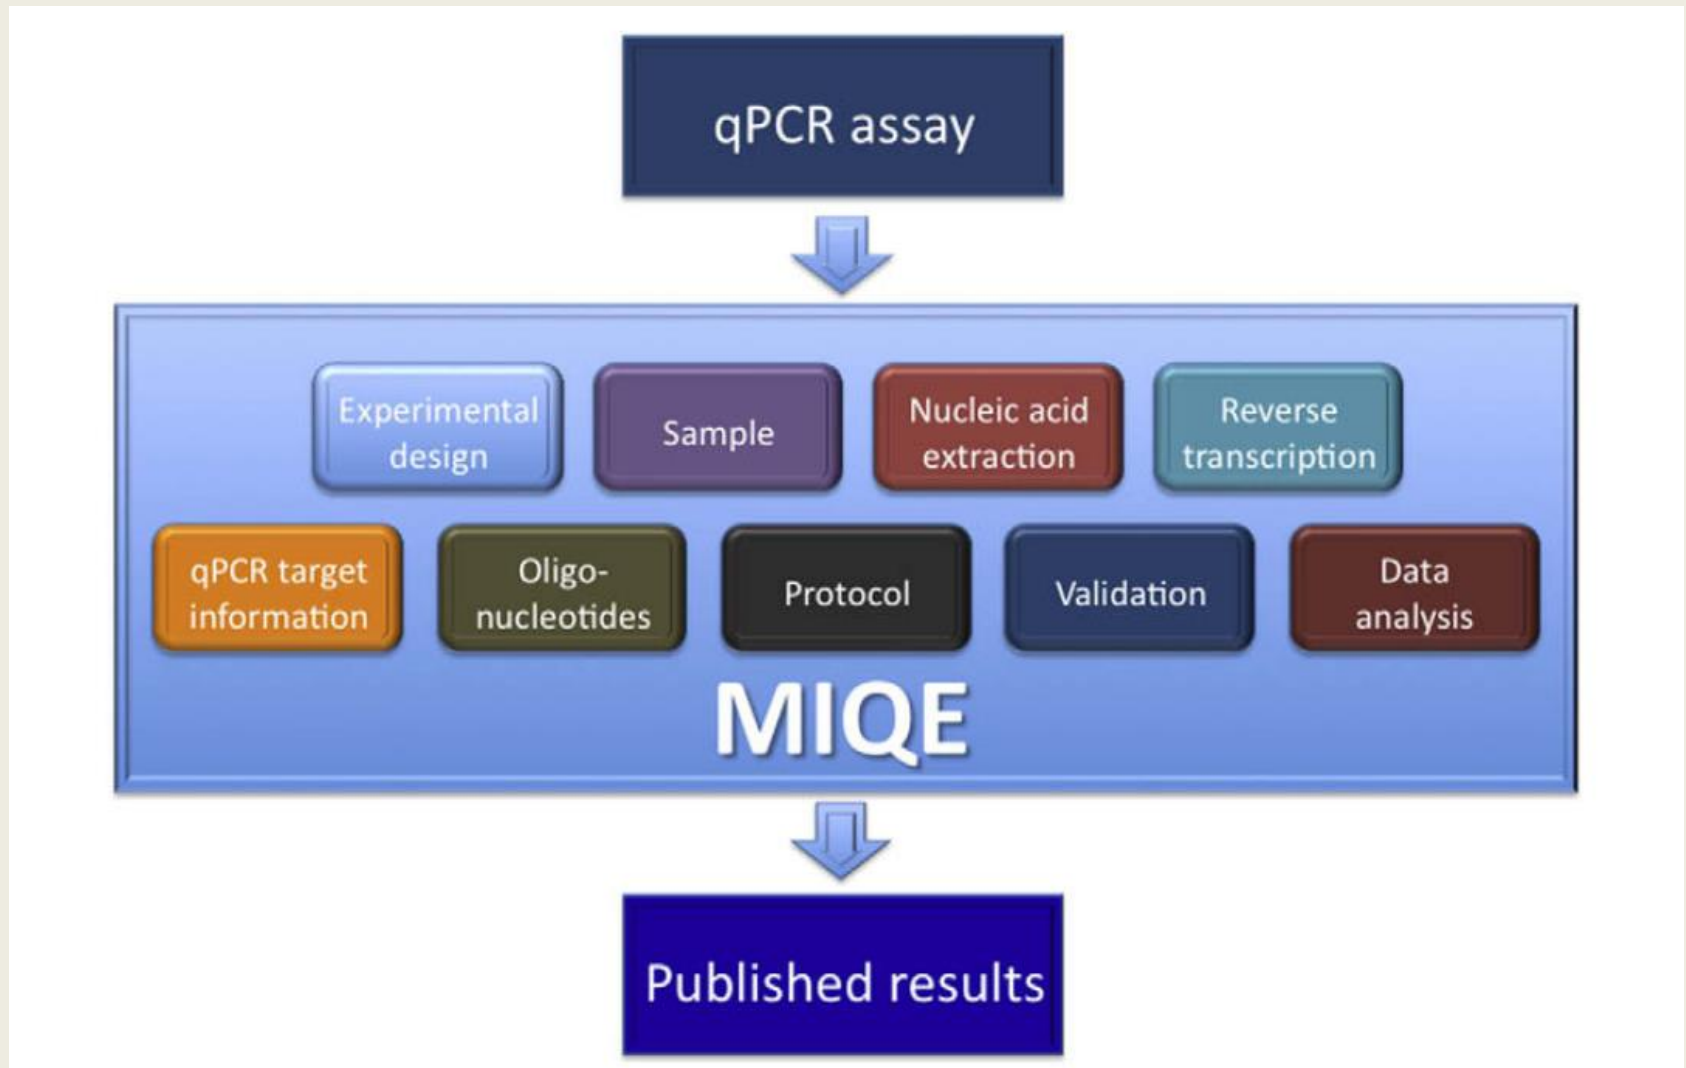 qPCR assay
Experimental
design
Sample
Nucleic acid
extraction
Reverse
transcription
qPCR target
information
Oligo-
nucleotides
Protocol
Validation
Data
analysis
MIQE
Published results